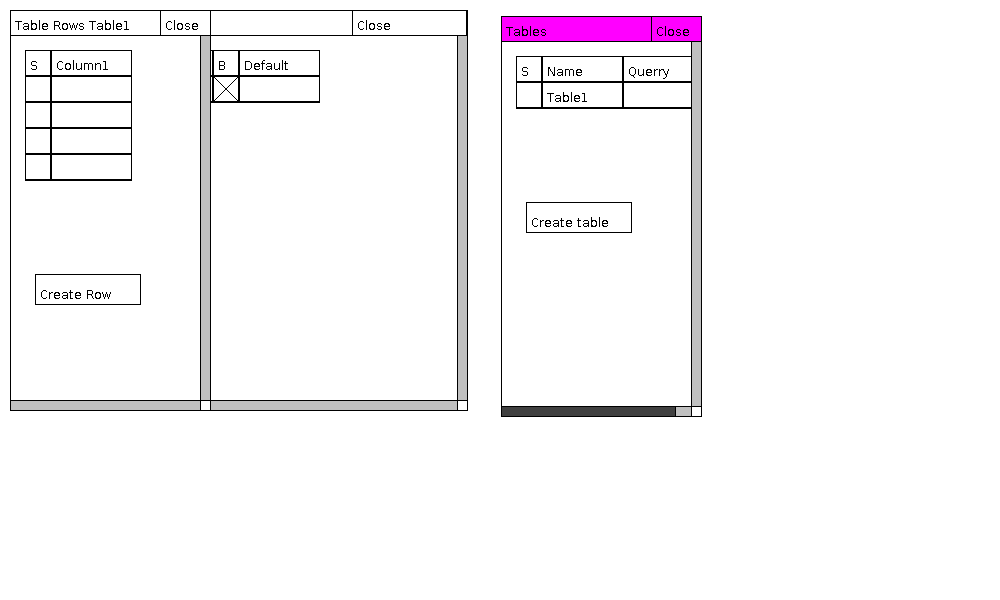 Table Rows Table1 Close
Close
S Column1
B Default
Create Row
Tables Close
S Name Querry
Table1
Create table